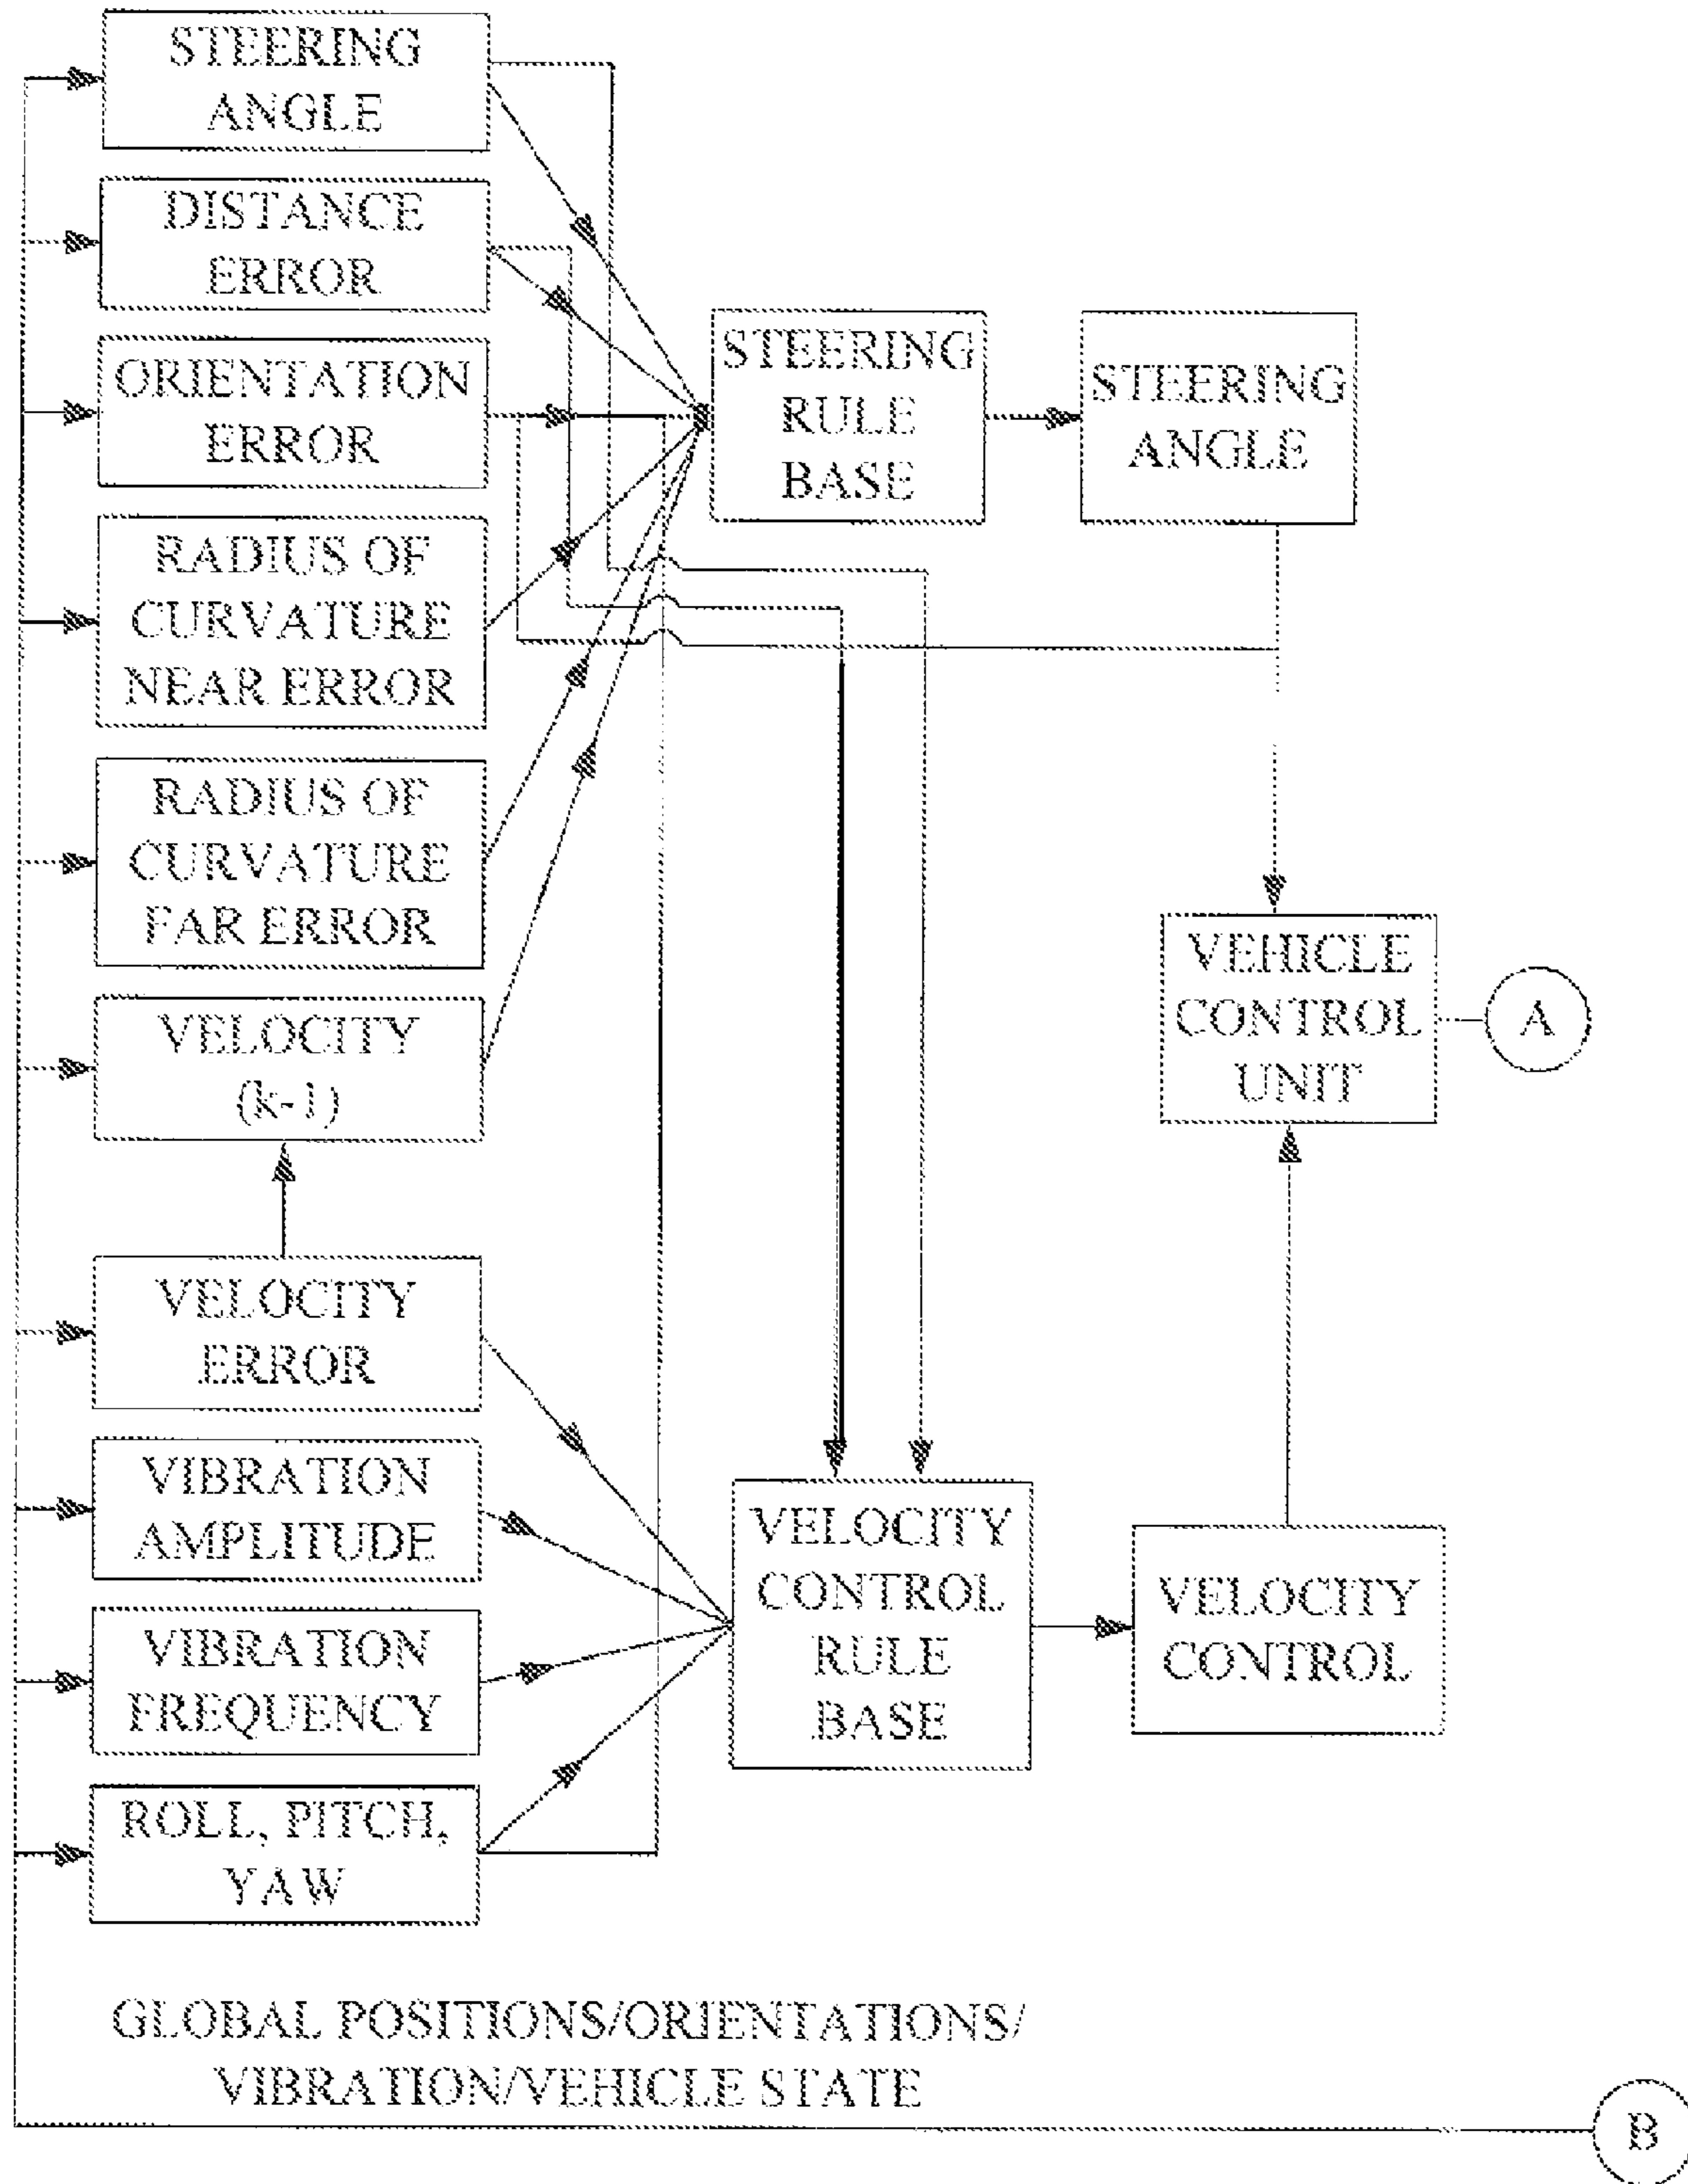 STEERING
ANGLE
DISTANCE
ERROR
ORIENTATION
ERROR
RADIUS OF
CURVATURE
NEAR ERROR
RADIUS OF
CURVATURE
FAR ERROR
VELOCITY
(k-1)
VELOCITY
ERROR
VIBRATION
AMPLITUDE
VIBRATION
FREQUENCY
ROLL, PITCH,
YAW
STEERING
RULE
BASE
STEERING
ANGLE
VEHICLE
CONTROL
UNIT
A
VELOCITY
CONTROL
RULE
BASE
VELOCITY
CONTROL
GLOBAL POSITIONS/ORIENTATIONS/
VIBRATION/VEHICLE STATE
B